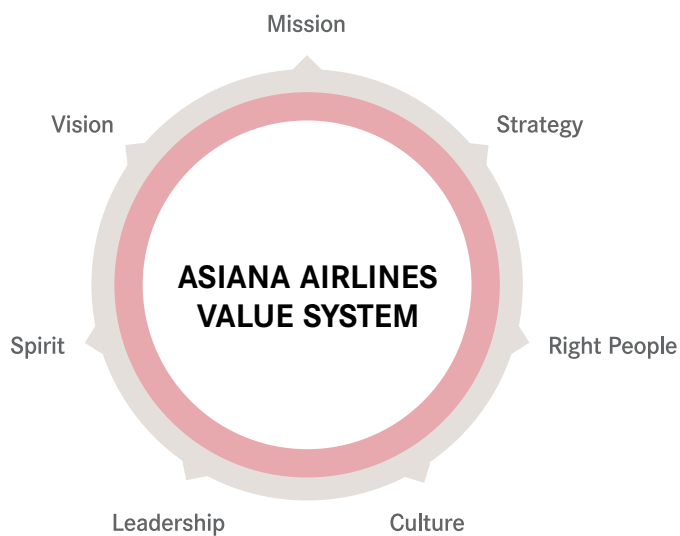 Mission
Vision
Strategy
ASIANA AIRLINES
VALUE SYSTEM
Spirit
Right People
Leadership
Culture